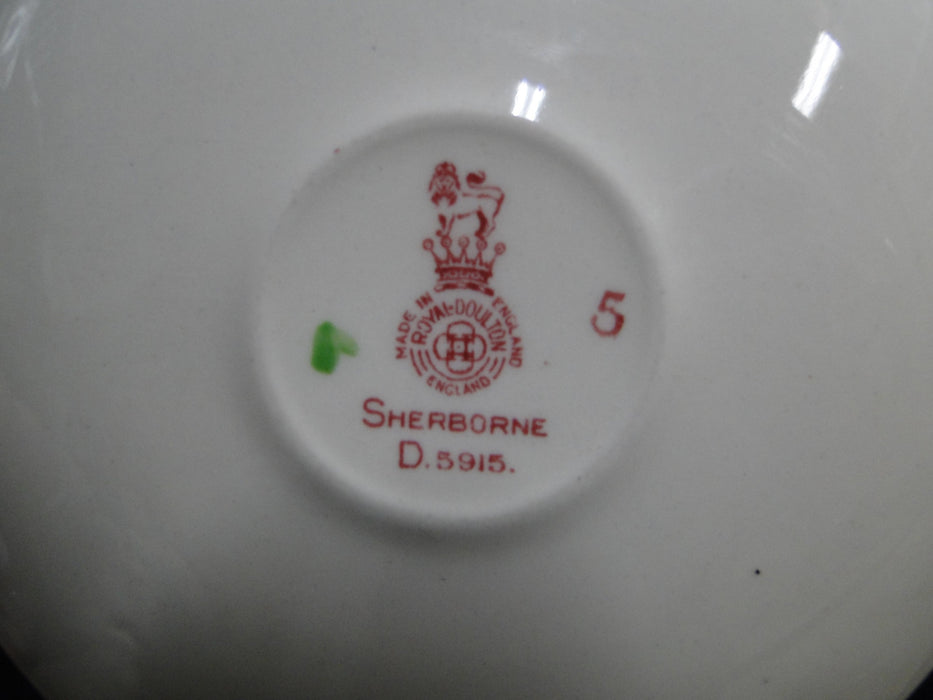 MADE IN ENGLAND
ROYAL-DOULTON
ENGLAND
5
SHERBORNE
D.5915.